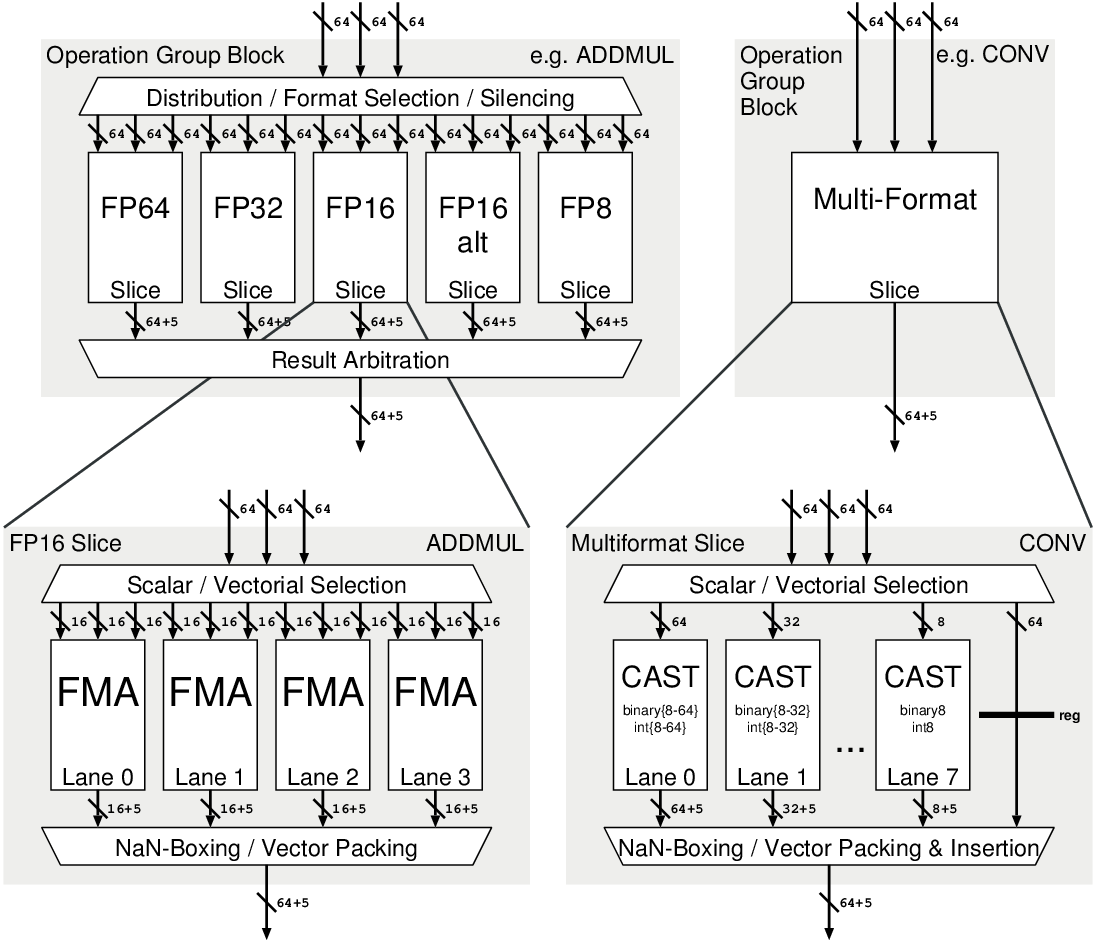 64 64 64
Operation Group Block
e.g. ADDMUL
Distribution / Format Selection / Silencing
64 64 64 64 64 64 64 64 64 64 64 64 64 64 64
FP64
Slice
FP32
Slice
FP16
Slice
FP16
alt
Slice
FP8
Slice
64+5 64+5 64+5 64+5 64+5
Result Arbitration
64+5
64 64 64
Operation
Group
Block
e.g. CONV
Multi-Format
Slice
64+5
64 64 64
FP16 Slice
ADDMUL
Scalar / Vectorial Selection
16 16 16 16 16 16 16 16 16 16 16 16
FMA
Lane 0
FMA
Lane 1
FMA
Lane 2
FMA
Lane 3
16+5 16+5 16+5 16+5
NaN-Boxing / Vector Packing
64+5
64 64 64
Multiformat Slice
CONV
Scalar / Vectorial Selection
64 32 8 64
CAST
binary{8-64}
int{8-64}
Lane 0
CAST
binary{8-32}
int{8-32}
Lane 1
...
CAST
binary8
int8
Lane 7
reg
64+5 32+5 8+5
NaN-Boxing / Vector Packing & Insertion
64+5